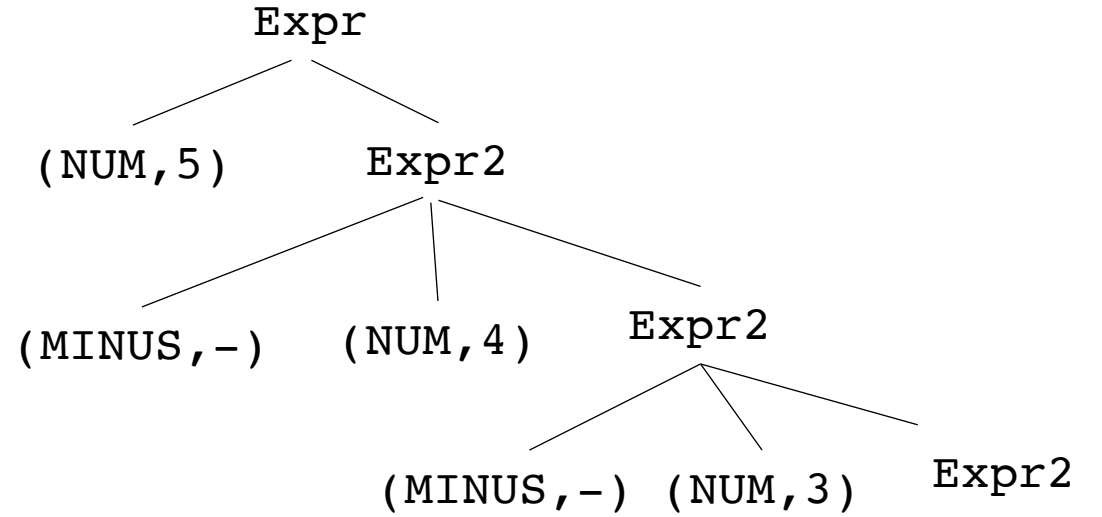 Expr
(NUM,5) Expr2
(MINUS,-) (NUM,4) Expr2
(MINUS,-) (NUM,3) Expr2